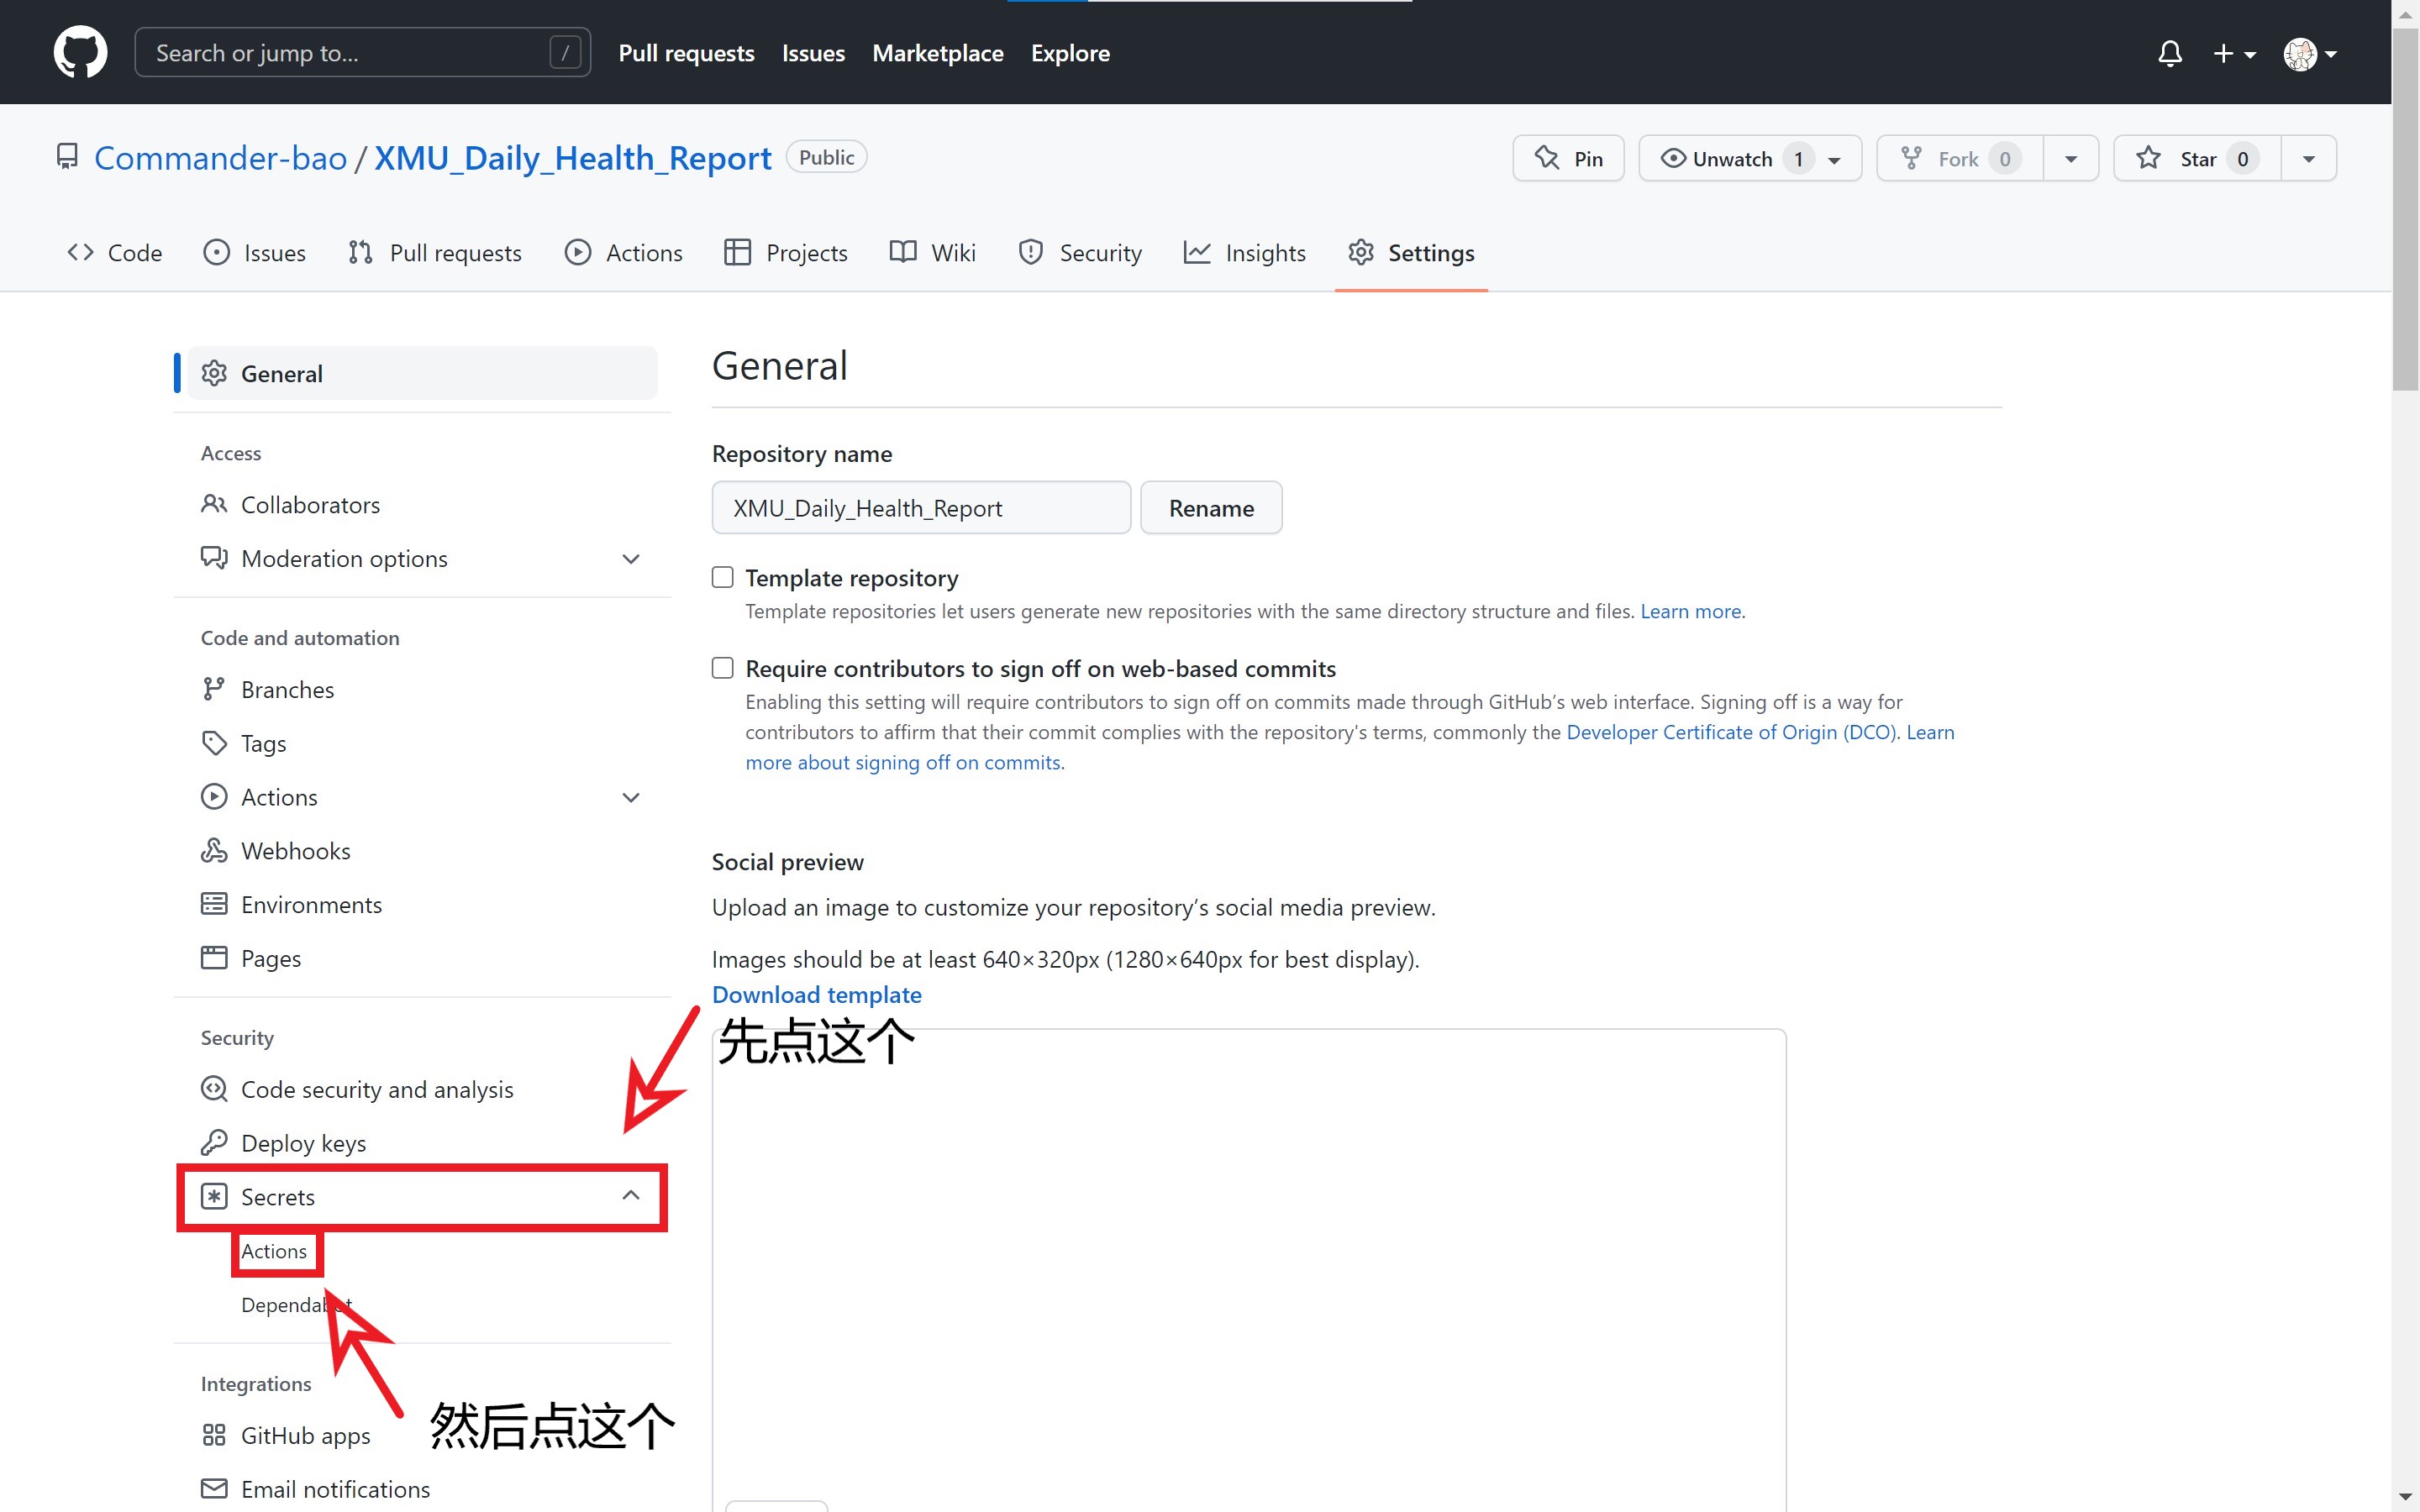 Search or jump to... /
Pull requests
Issues
Marketplace
Explore
Commander-bao / XMU_Daily_Health_Report Public
Pin
Unwatch 1
Fork 0
Star 0
Code
Issues
Pull requests
Actions
Projects
Wiki
Security
Insights
Settings
General
Access
Collaborators
Moderation options
Code and automation
Branches
Tags
Actions
Webhooks
Environments
Pages
Security
Code security and analysis
Deploy keys
Secrets
Actions
Dependabot
Integrations
GitHub apps
Email notifications
General
Repository name
XMU_Daily_Health_Report
Rename
Template repository
Template repositories let users generate new repositories with the same directory structure and files. Learn more.
Require contributors to sign off on web-based commits
Enabling this setting will require contributors to sign off on commits made through GitHub’s web interface. Signing off is a way for
contributors to affirm that their commit complies with the repository's terms, commonly the Developer Certificate of Origin (DCO). Learn
more about signing off on commits.
Social preview
Upload an image to customize your repository’s social media preview.
Images should be at least 640×320px (1280×640px for best display).
Download template
先点这个
然后点这个